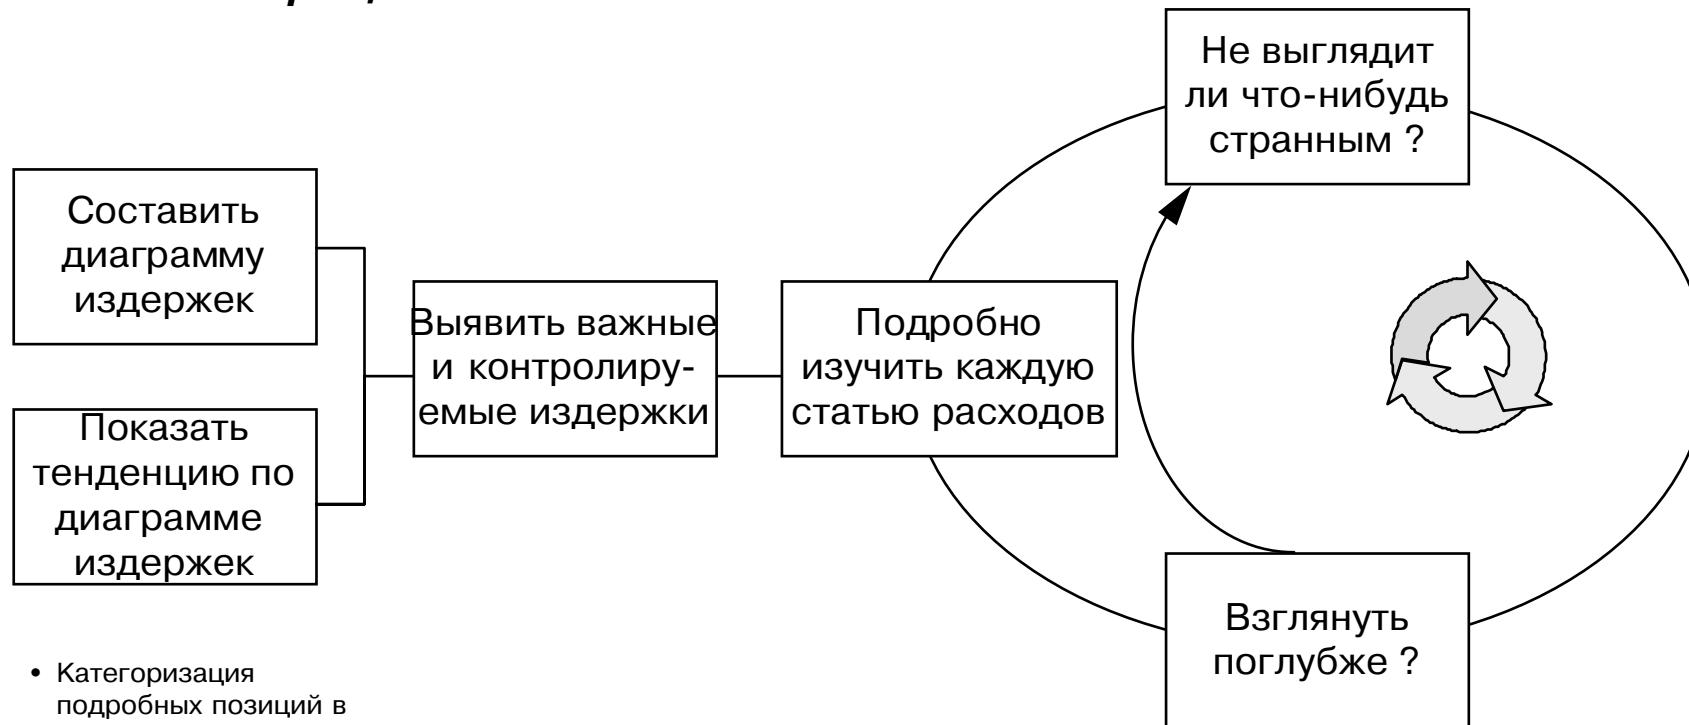 Составить
диаграмму
издержек
Показать
тенденцию по
диаграмме
издержек
Выявить важные
и контролиру-
емые издержки
Подробно
изучить каждую
статью расходов
Не выглядит
ли что-нибудь
странным ?
Взглянуть
поглубже ?
• Категоризация
подробных позиций в